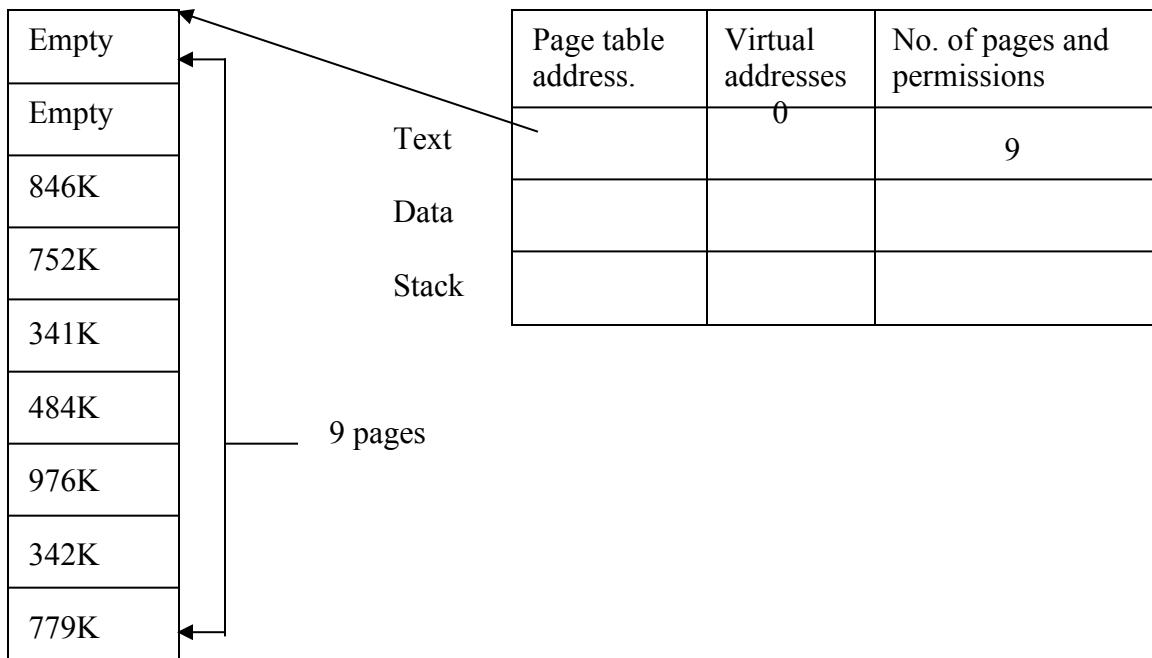 Empty
Empty
846K
752K
341K
484K
976K
342K
779K
9 pages
Page table
address.
Virtual
addresses
No. of pages and
permissions
Text
0
9
Data
Stack